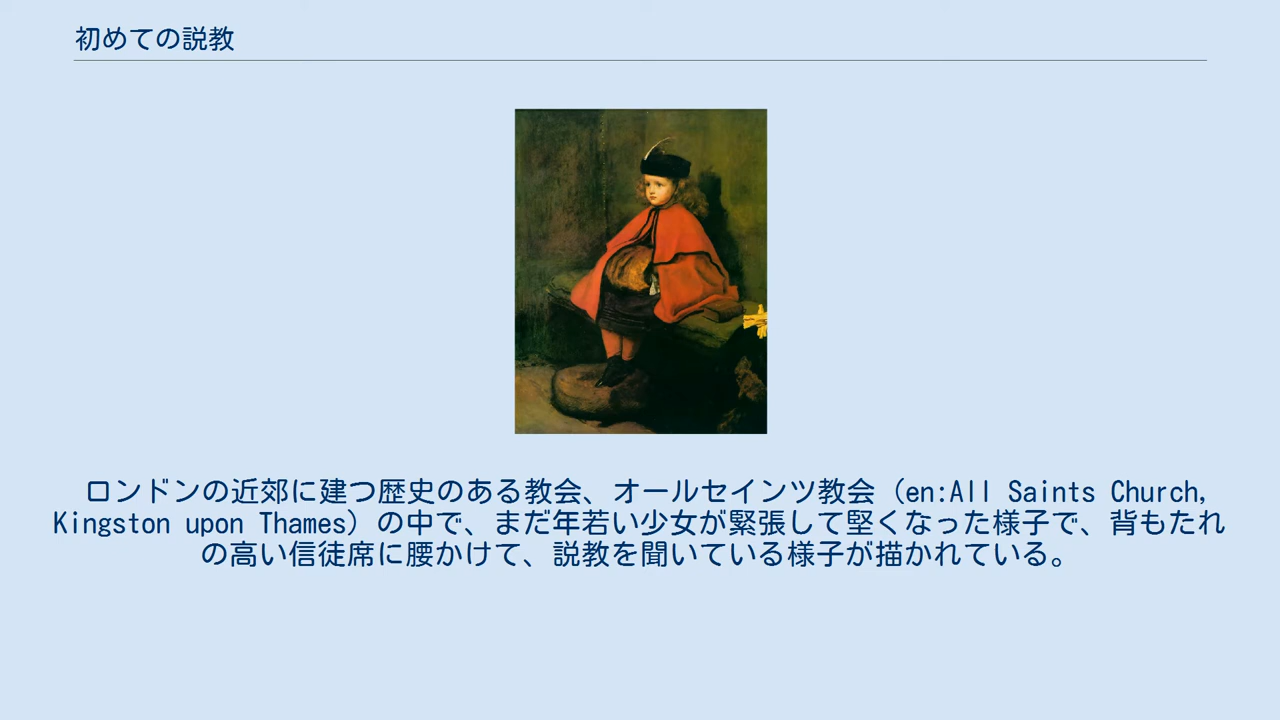 初めての説教
ロンドンの近郊に建つ歴史のある教会、オールセインツ教会（en:All Saints Church,
Kingston upon Thames）の中で、まだ年若い少女が緊張して堅くなった様子で、背もたれ
の高い信徒席に腰かけて、説教を聞いている様子が描かれている。